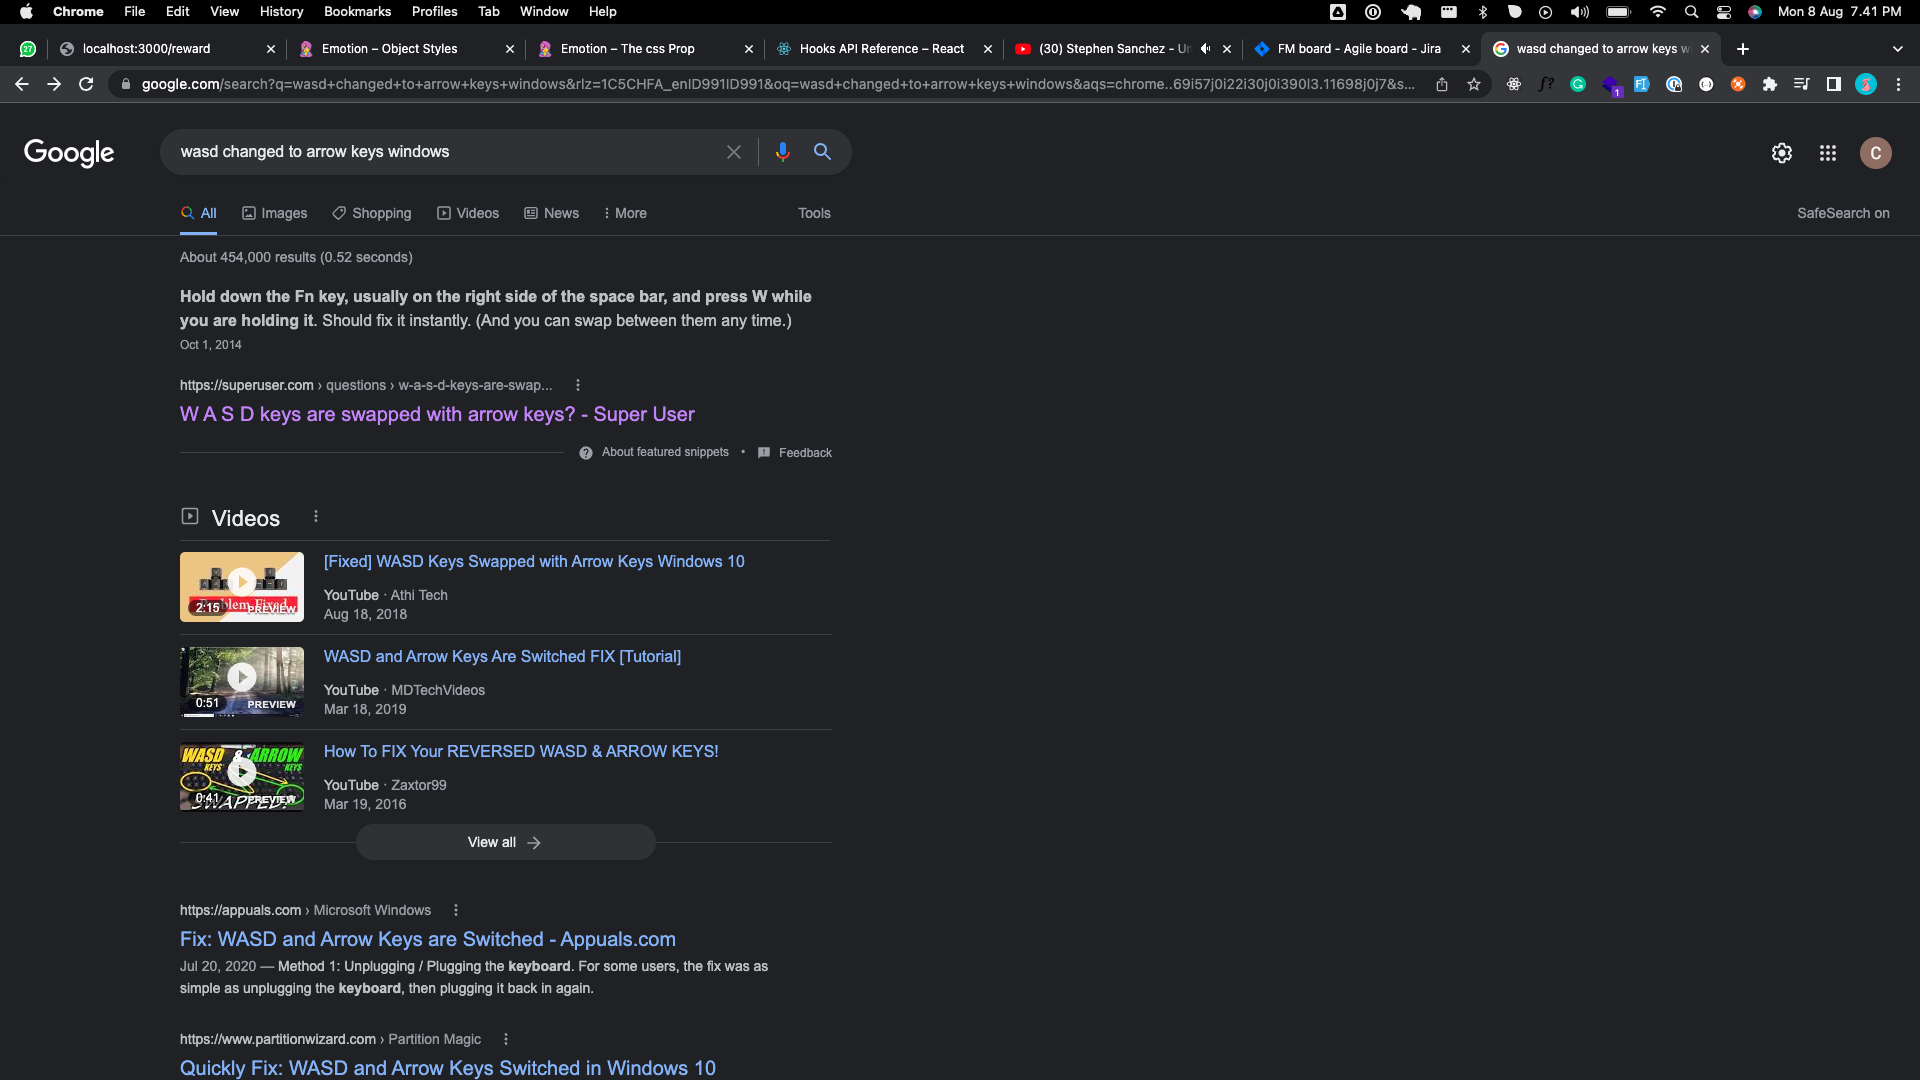 Chrome File Edit View History Bookmarks Profiles Tab Window Help Mon 8 Aug 7.41 PM
27 localhost:3000/reward Emotion – Object Styles Emotion – The css Prop Hooks API Reference – React (30) Stephen Sanchez - Un FM board - Agile board - Jira wasd changed to arrow keys w
google.com/search?q=wasd+changed+to+arrow+keys+windows&rlz=1C5CHFA_enID991ID991&oq=wasd+changed+to+arrow+keys+windows&aqs=chrome..69i57j0i22i30j0i390l3.11698j0j7&s... f? 1
Google wasd changed to arrow keys windows C
All Images Shopping Videos News More Tools SafeSearch on
About 454,000 results (0.52 seconds)
Hold down the Fn key, usually on the right side of the space bar, and press W while
you are holding it. Should fix it instantly. (And you can swap between them any time.)
Oct 1, 2014
https://superuser.com › questions › w-a-s-d-keys-are-swap...
W A S D keys are swapped with arrow keys? - Super User
About featured snippets • Feedback
Videos
[Fixed] WASD Keys Swapped with Arrow Keys Windows 10
YouTube · Athi Tech
2:15 PREVIEW
Aug 18, 2018
WASD and Arrow Keys Are Switched FIX [Tutorial]
YouTube · MDTechVideos
0:51 PREVIEW
Mar 18, 2019
How To FIX Your REVERSED WASD & ARROW KEYS!
WASD & ARROW
KEYS KEYS
YouTube · Zaxtor99
0:41 PREVIEW
SWAPPED!
Mar 19, 2016
View all
https://appuals.com › Microsoft Windows
Fix: WASD and Arrow Keys are Switched - Appuals.com
Jul 20, 2020 — Method 1: Unplugging / Plugging the keyboard. For some users, the fix was as
simple as unplugging the keyboard, then plugging it back in again.
https://www.partitionwizard.com › Partition Magic
Quickly Fix: WASD and Arrow Keys Switched in Windows 10